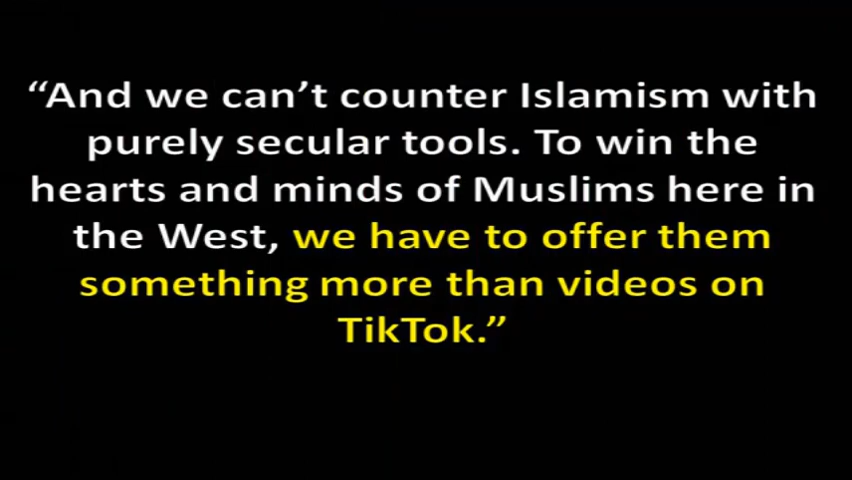 “And we can’t counter Islamism with
purely secular tools. To win the
hearts and minds of Muslims here in
the West, we have to offer them
something more than videos on
TikTok.”